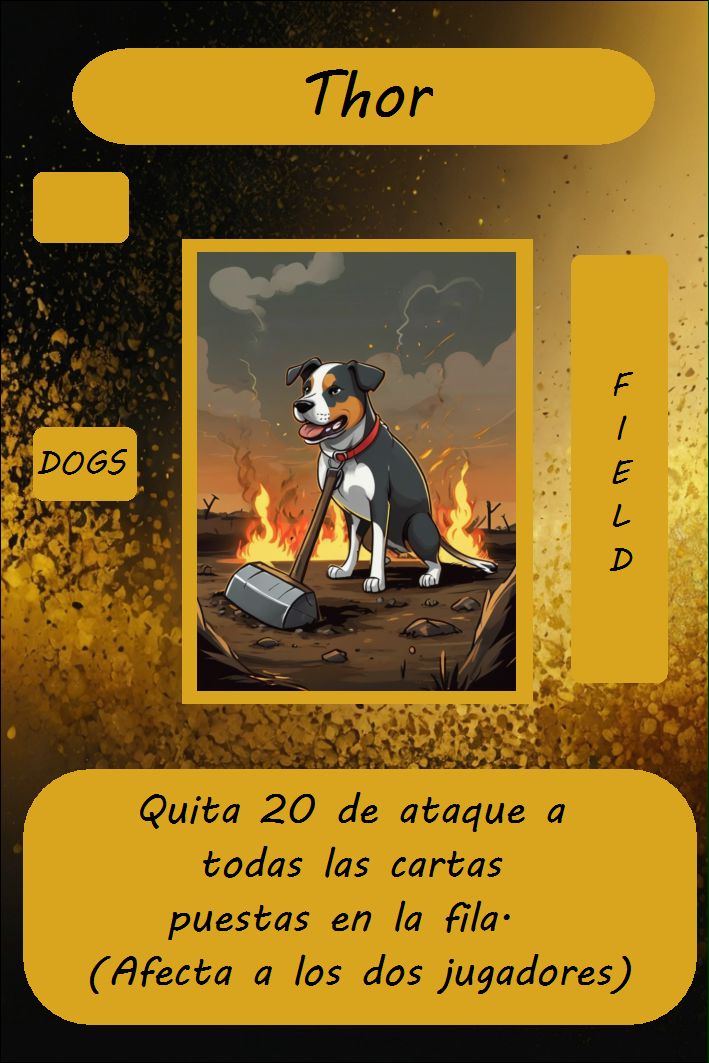 Thor
DOGS
F
I
E
L
D
Quita 20 de ataque a
todas las cartas
puestas en la fila.
(Afecta a los dos jugadores)